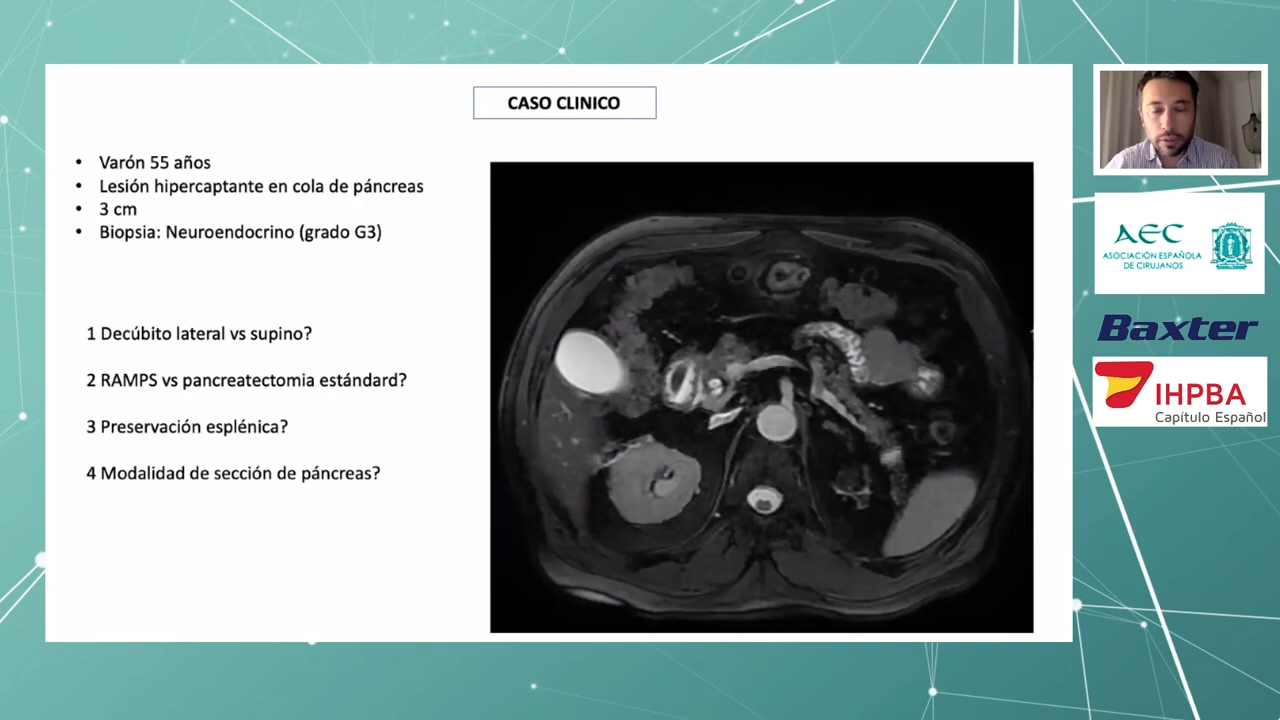 CASO CLINICO
• Varón 55 años
• Lesión hipercaptante en cola de páncreas
• 3 cm
• Biopsia: Neuroendocrino (grado G3)
1 Decúbito lateral vs supino?
2 RAMPS vs pancreatectomia estándard?
3 Preservación esplénica?
4 Modalidad de sección de páncreas?
AEC
ASOCIACIÓN ESPAÑOLA
DE CIRUJANOS
Baxter
IHPBA
Capítulo Español